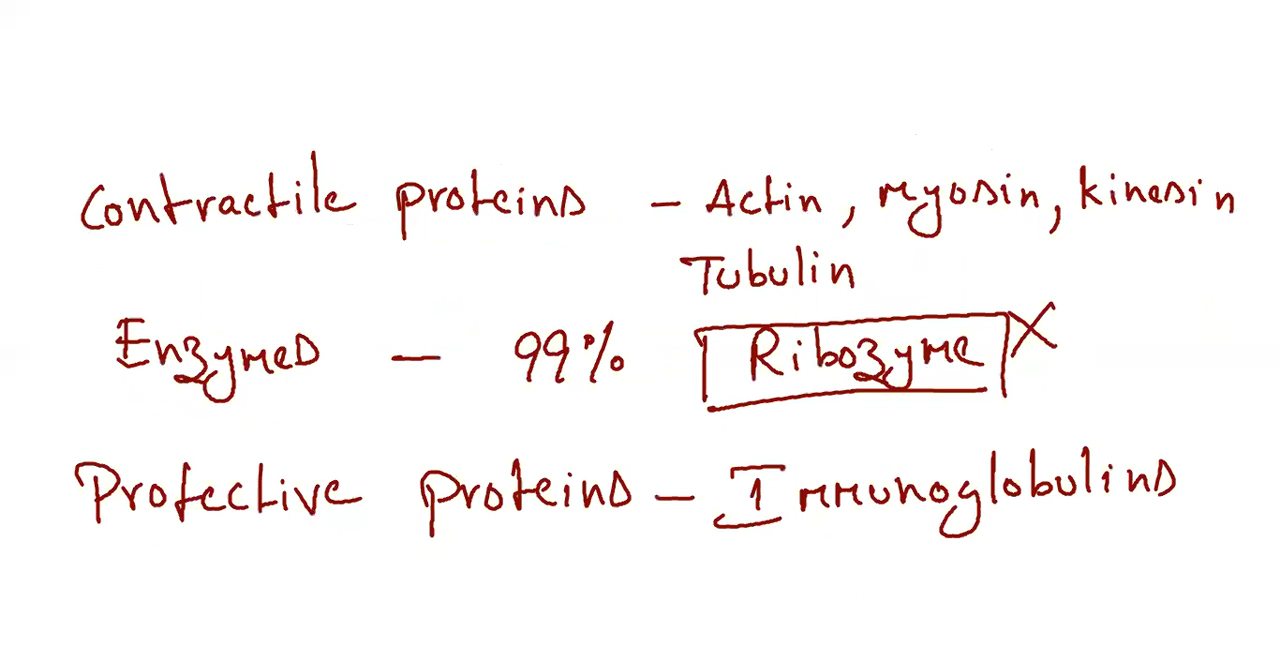 Contractile proteins - Actin, myosin, kinesin
Tubulin
Enzymes - 99% Ribozyme X
Protective proteins - Immunoglobulins